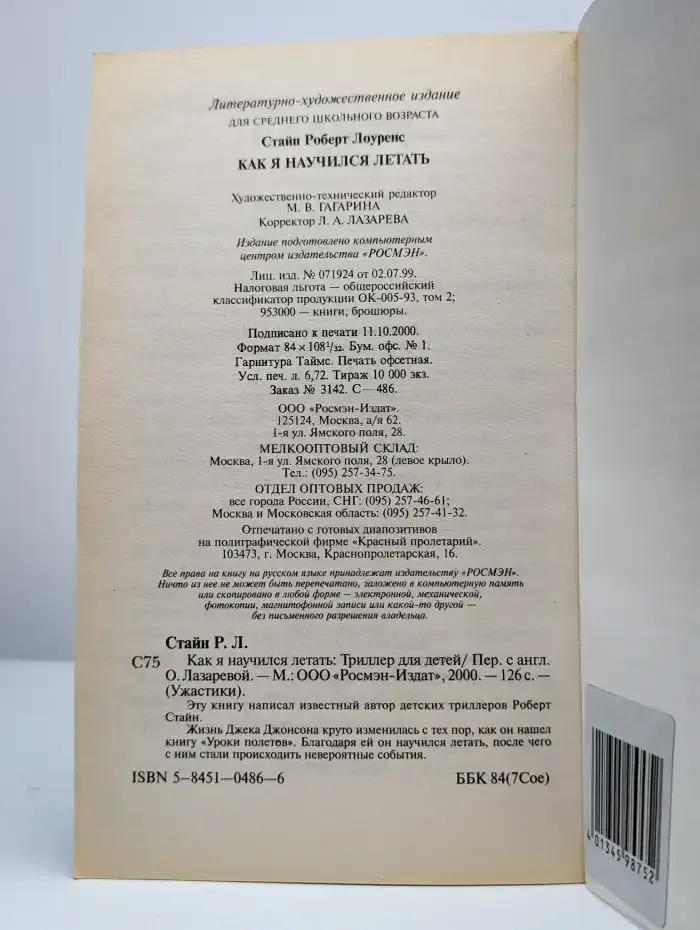 Литературно-художественное издание
ДЛЯ СРЕДНЕГО ШКОЛЬНОГО ВОЗРАСТА
Стайн Роберт Лоуренс
КАК Я НАУЧИЛСЯ ЛЕТАТЬ
Художественно-технический редактор
М. В. ГАГАРИНА
Корректор Л. А. ЛАЗАРЕВА
Издание подготовлено компьютерным
центром издательства «РОСМЭН».
Лиц. изд. № 071924 от 02.07.99.
Налоговая льгота — общероссийский
классификатор продукции ОК-005-93, том 2;
953000 — книги, брошюры.
Подписано к печати 11.10.2000.
Формат 84 × 108 1/32. Бум. офс. № 1.
Гарнитура Таймс. Печать офсетная.
Усл. печ. л. 6,72. Тираж 10 000 экз.
Заказ № 3142. С — 486.
ООО «Росмэн-Издат».
125124, Москва, а/я 62.
1-я ул. Ямского поля, 28.
МЕЛКООПТОВЫЙ СКЛАД:
Москва, 1-я ул. Ямского поля, 28 (левое крыло).
Тел.: (095) 257-34-75.
ОТДЕЛ ОПТОВЫХ ПРОДАЖ:
все города России, СНГ: (095) 257-46-61;
Москва и Московская область: (095) 257-41-32.
Отпечатано с готовых диапозитивов
на полиграфической фирме «Красный пролетарий».
103473, г. Москва, Краснопролетарская, 16.
Все права на книгу на русском языке принадлежат издательству «РОСМЭН».
Ничто из нее не может быть перепечатано, заложено в компьютерную память
или скопировано в любой форме — электронной, механической,
фотокопии, магнитофонной записи или какой-то другой —
без письменного разрешения владельца.
Стайн Р. Л.
С75 Как я научился летать: Триллер для детей/ Пер. с англ.
О. Лазаревой. — М.: ООО «Росмэн-Издат», 2000. — 126 с. —
(Ужастики).
Эту книгу написал известный автор детских триллеров Роберт
Стайн.
Жизнь Джека Джонсона круто изменилась с тех пор, как он нашел
книгу «Уроки полетов». Благодаря ей он научился летать, после чего
с ним стали происходить невероятные события.
ISBN 5—8451—0486—6 ББК 84(7Сое)
4 01345 98752